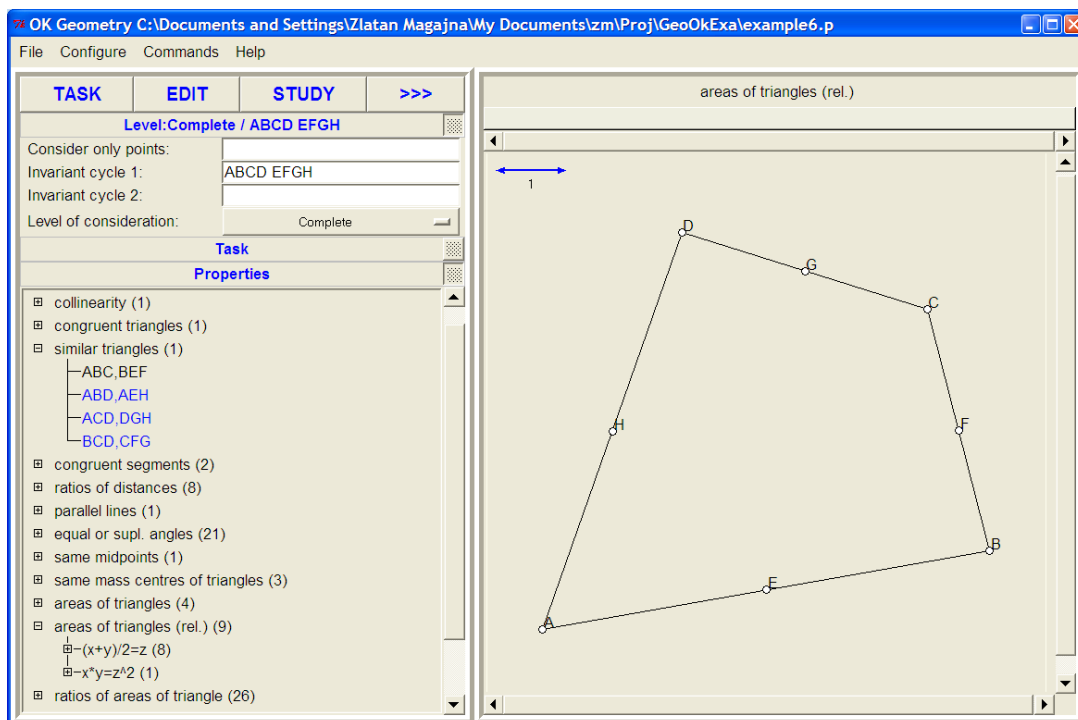 OK Geometry C:\Documents and Settings\Zlatan Magajna\My Documents\zm\Proj\GeoOkExa\example6.p
File Configure Commands Help
TASK EDIT STUDY >>>
Level:Complete / ABCD EFGH
Consider only points:
Invariant cycle 1: ABCD EFGH
Invariant cycle 2:
Level of consideration: Complete
Task
Properties
collinearity (1)
congruent triangles (1)
similar triangles (1)
ABC,BEF
ABD,AEH
ACD,DGH
BCD,CFG
congruent segments (2)
ratios of distances (8)
parallel lines (1)
equal or supl. angles (21)
same midpoints (1)
same mass centres of triangles (3)
areas of triangles (4)
areas of triangles (rel.) (9)
(x+y)/2=z (8)
x*y=z^2 (1)
ratios of areas of triangle (26)
areas of triangles (rel.)
1
D
G
C
H
F
B
E
A